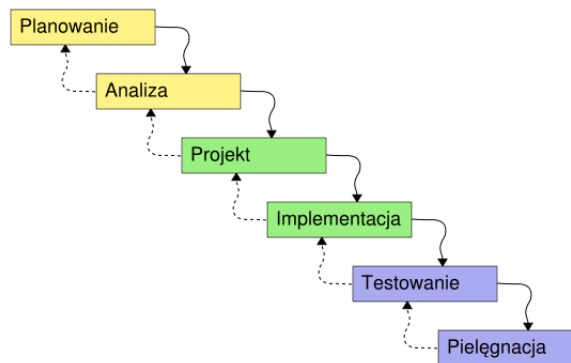 Planowanie
Analiza
Projekt
Implementacja
Testowanie
Pielęgnacja